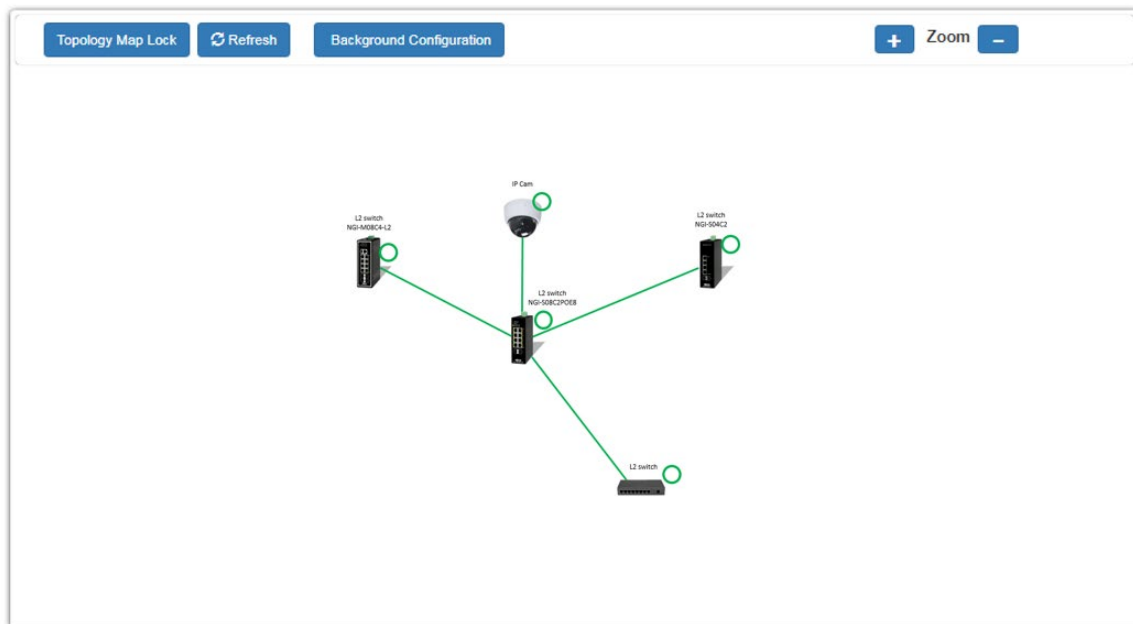 Topology Map Lock
Refresh
Background Configuration
+
Zoom
−
IP Cam
L2 switch
NGI-M08C4-L2
L2 switch
NGI-S04C2
L2 switch
NGI-S08C2POE8
L2 switch